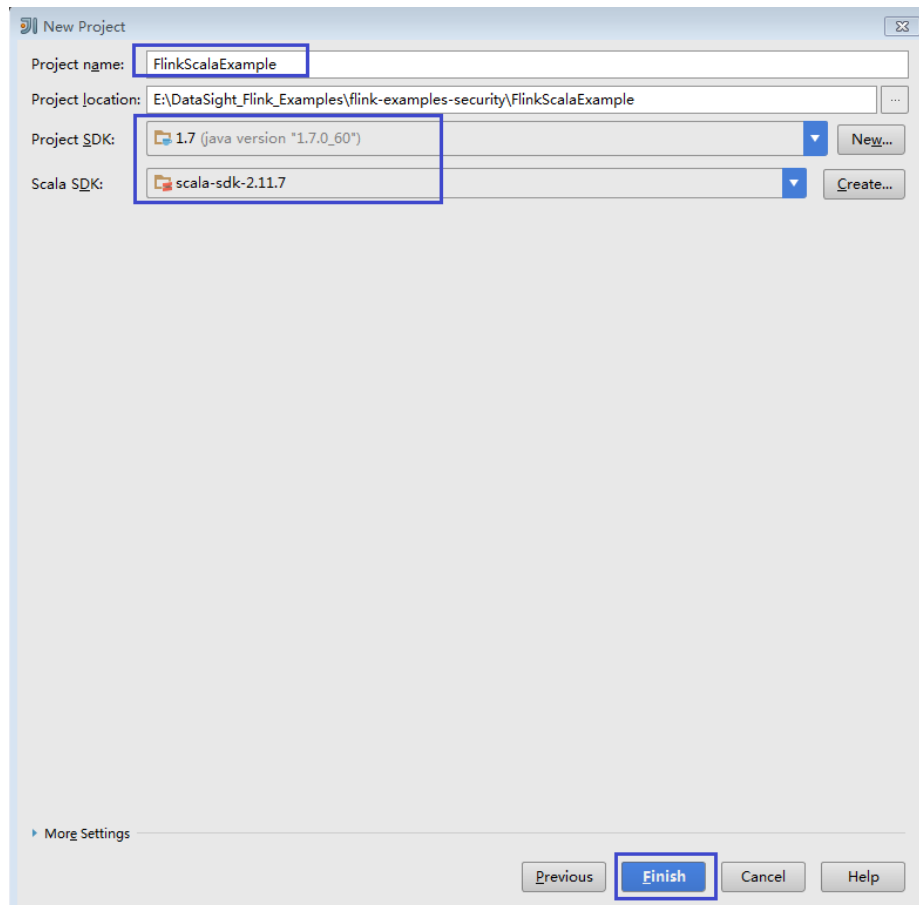 New Project
Project name: FlinkScalaExample
Project location: E:\DataSight_Flink_Examples\flink-examples-security\FlinkScalaExample ...
Project SDK: 1.7 (java version "1.7.0_60") New...
Scala SDK: scala-sdk-2.11.7 Create...
More Settings
Previous Finish Cancel Help